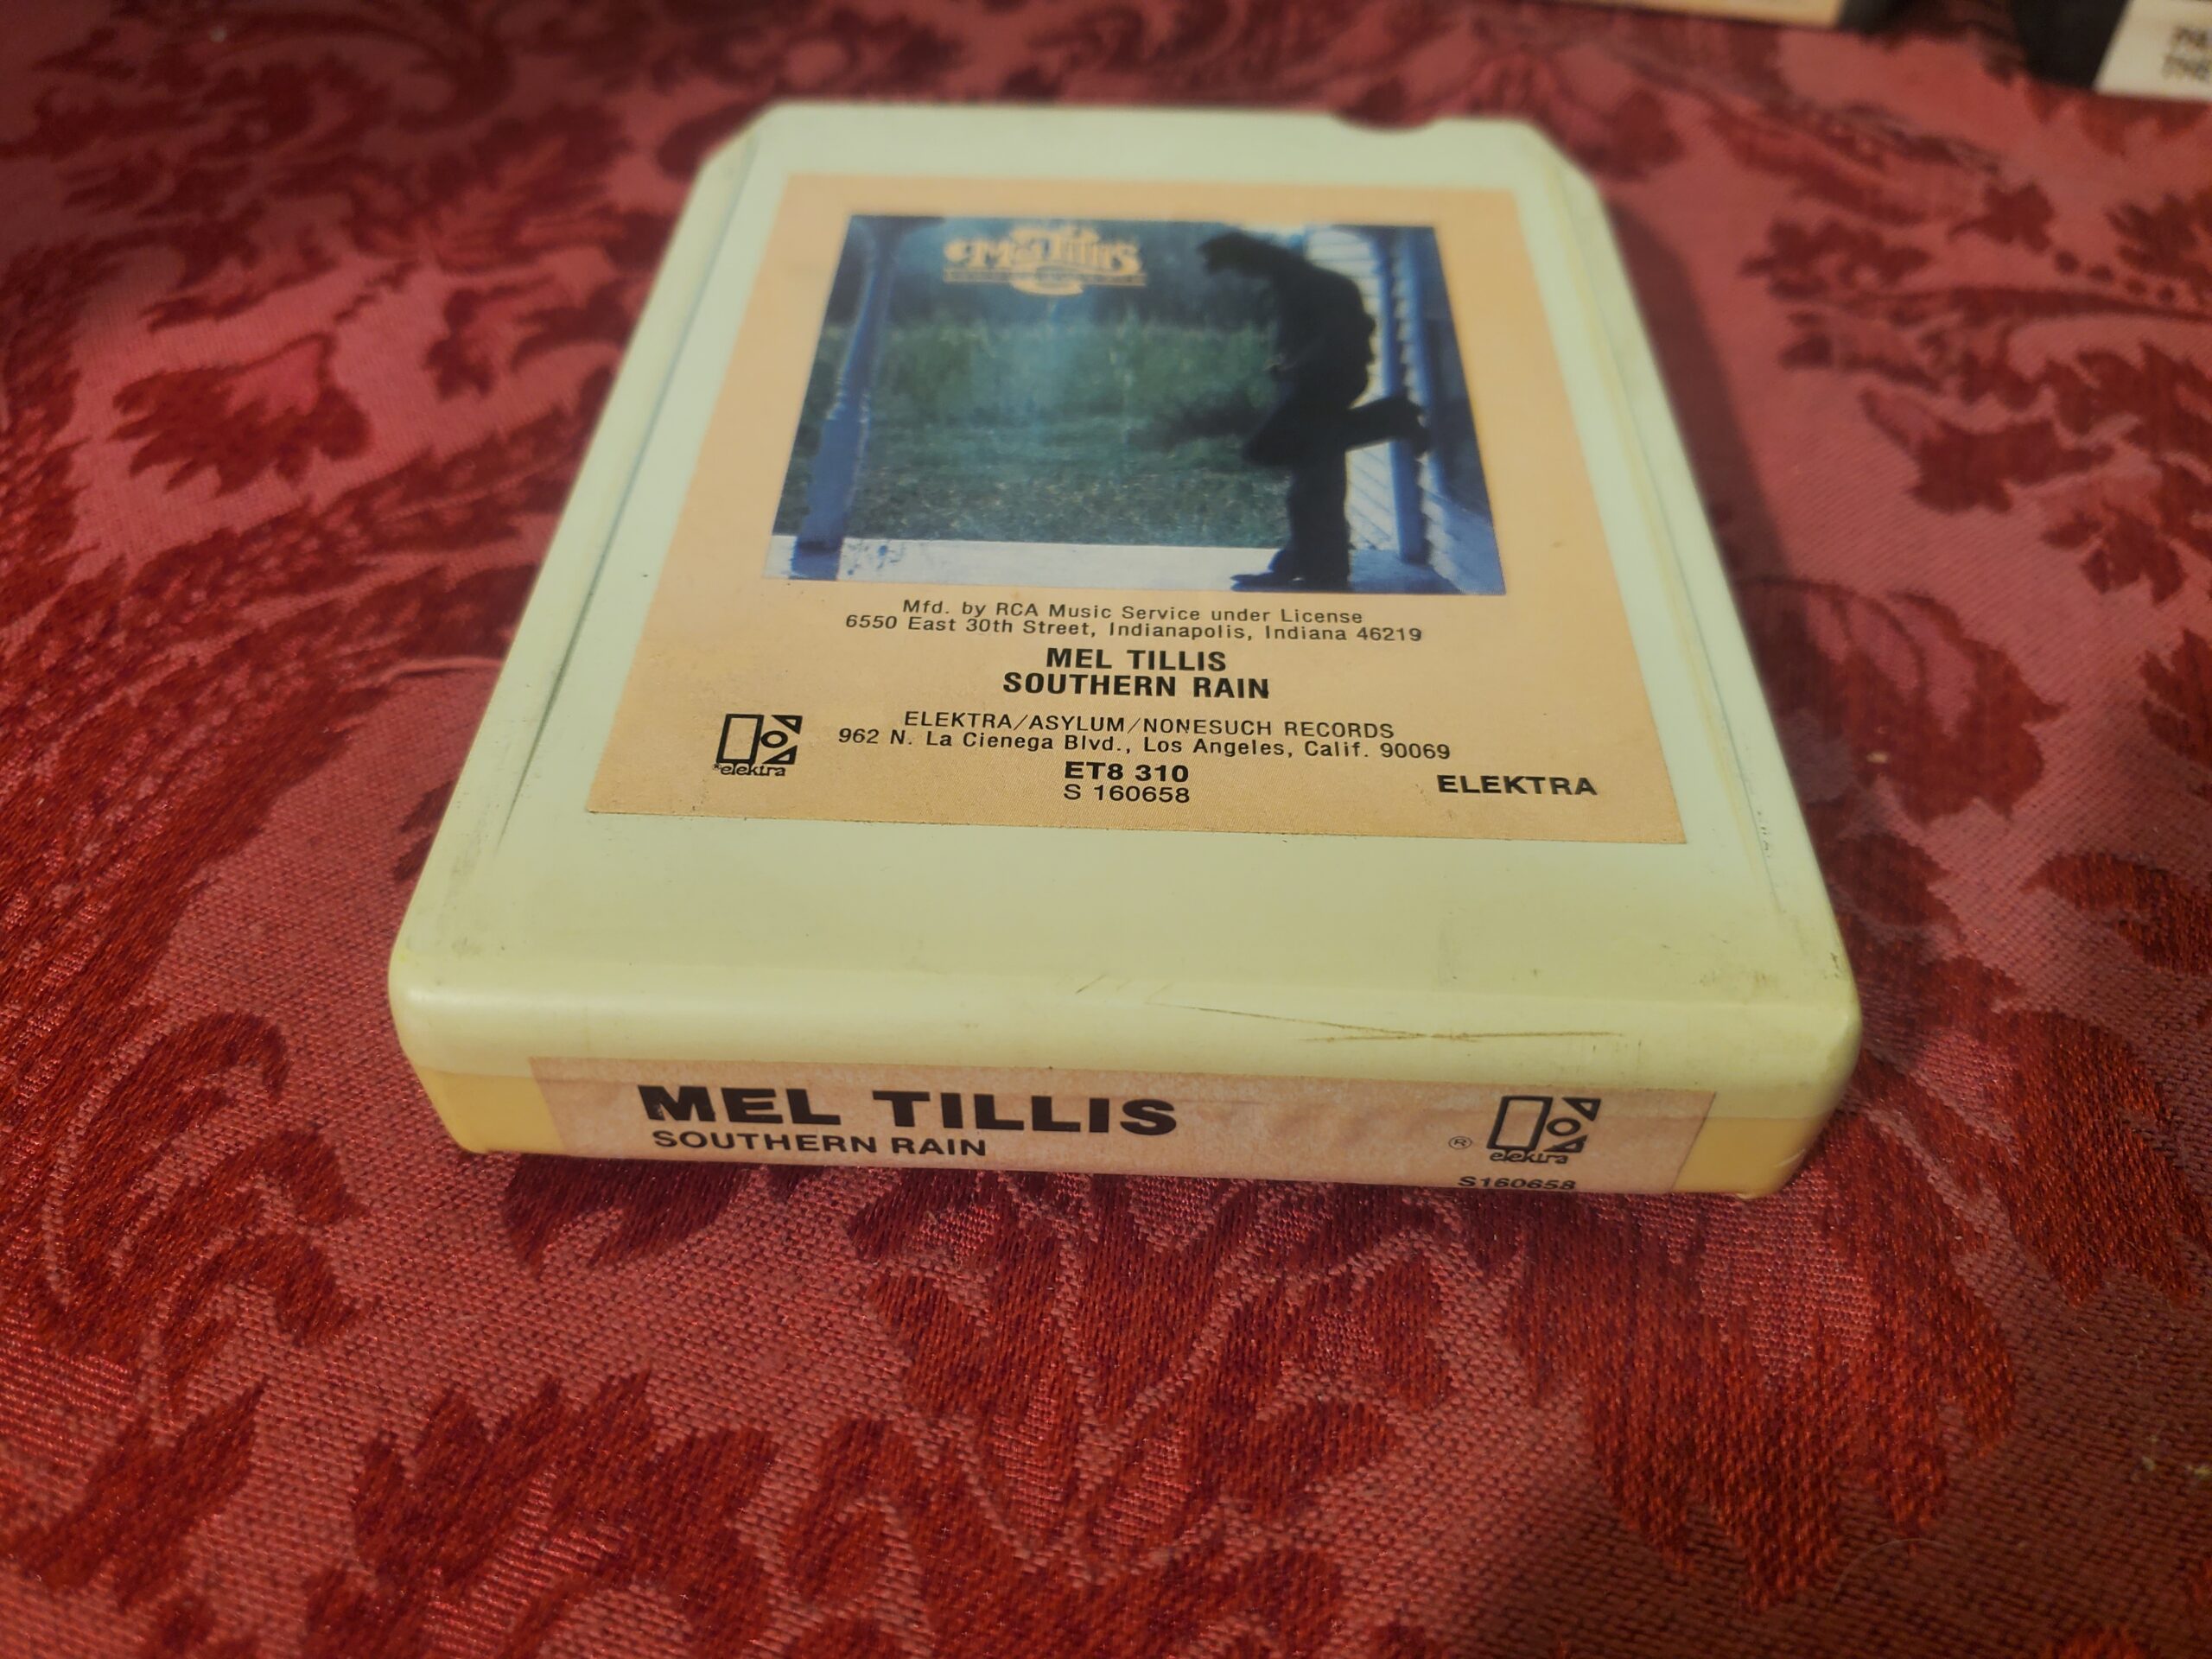 Mel Tillis
Mfd. by RCA Music Service under License
6550 East 30th Street, Indianapolis, Indiana 46219
MEL TILLIS
SOUTHERN RAIN
ELEKTRA/ASYLUM/NONESUCH RECORDS
962 N. La Cienega Blvd., Los Angeles, Calif. 90069
®elektra
ET8 310
S 160658
ELEKTRA
MEL TILLIS
SOUTHERN RAIN
® elektra
S160658